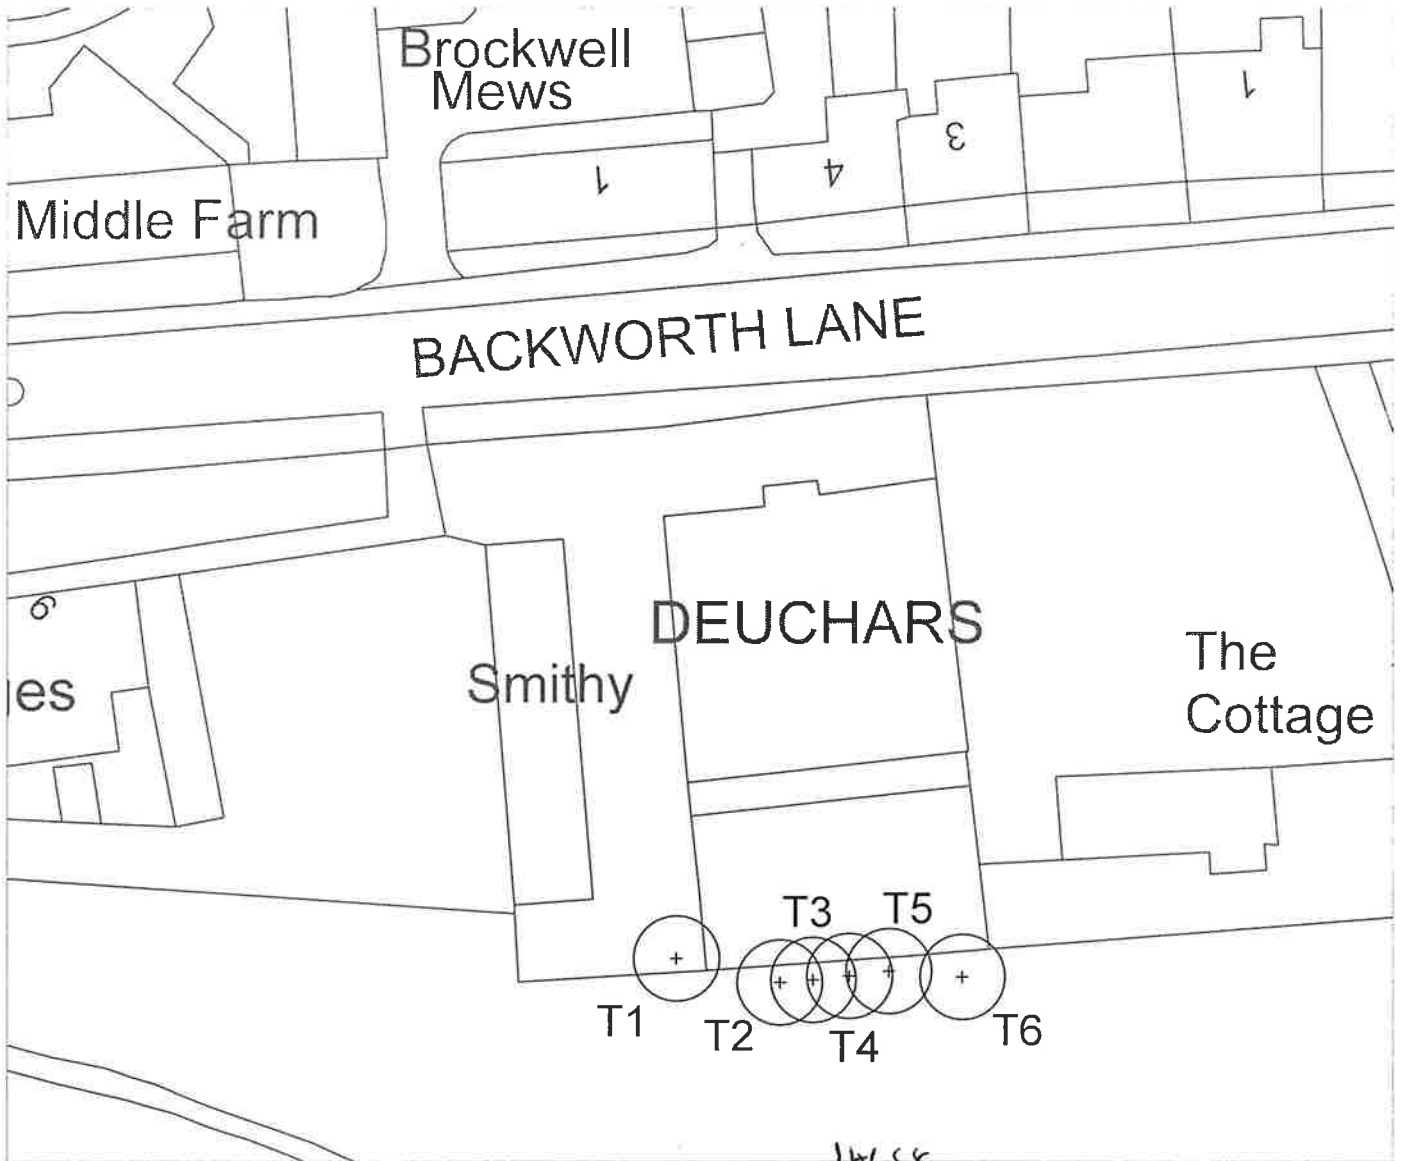 Brockwell
Mews
1
3
4
1
Middle Farm
BACKWORTH LANE
6
DEUCHARS
Smithy
The
Cottage
T3
T5
T1
T2
T4
T6